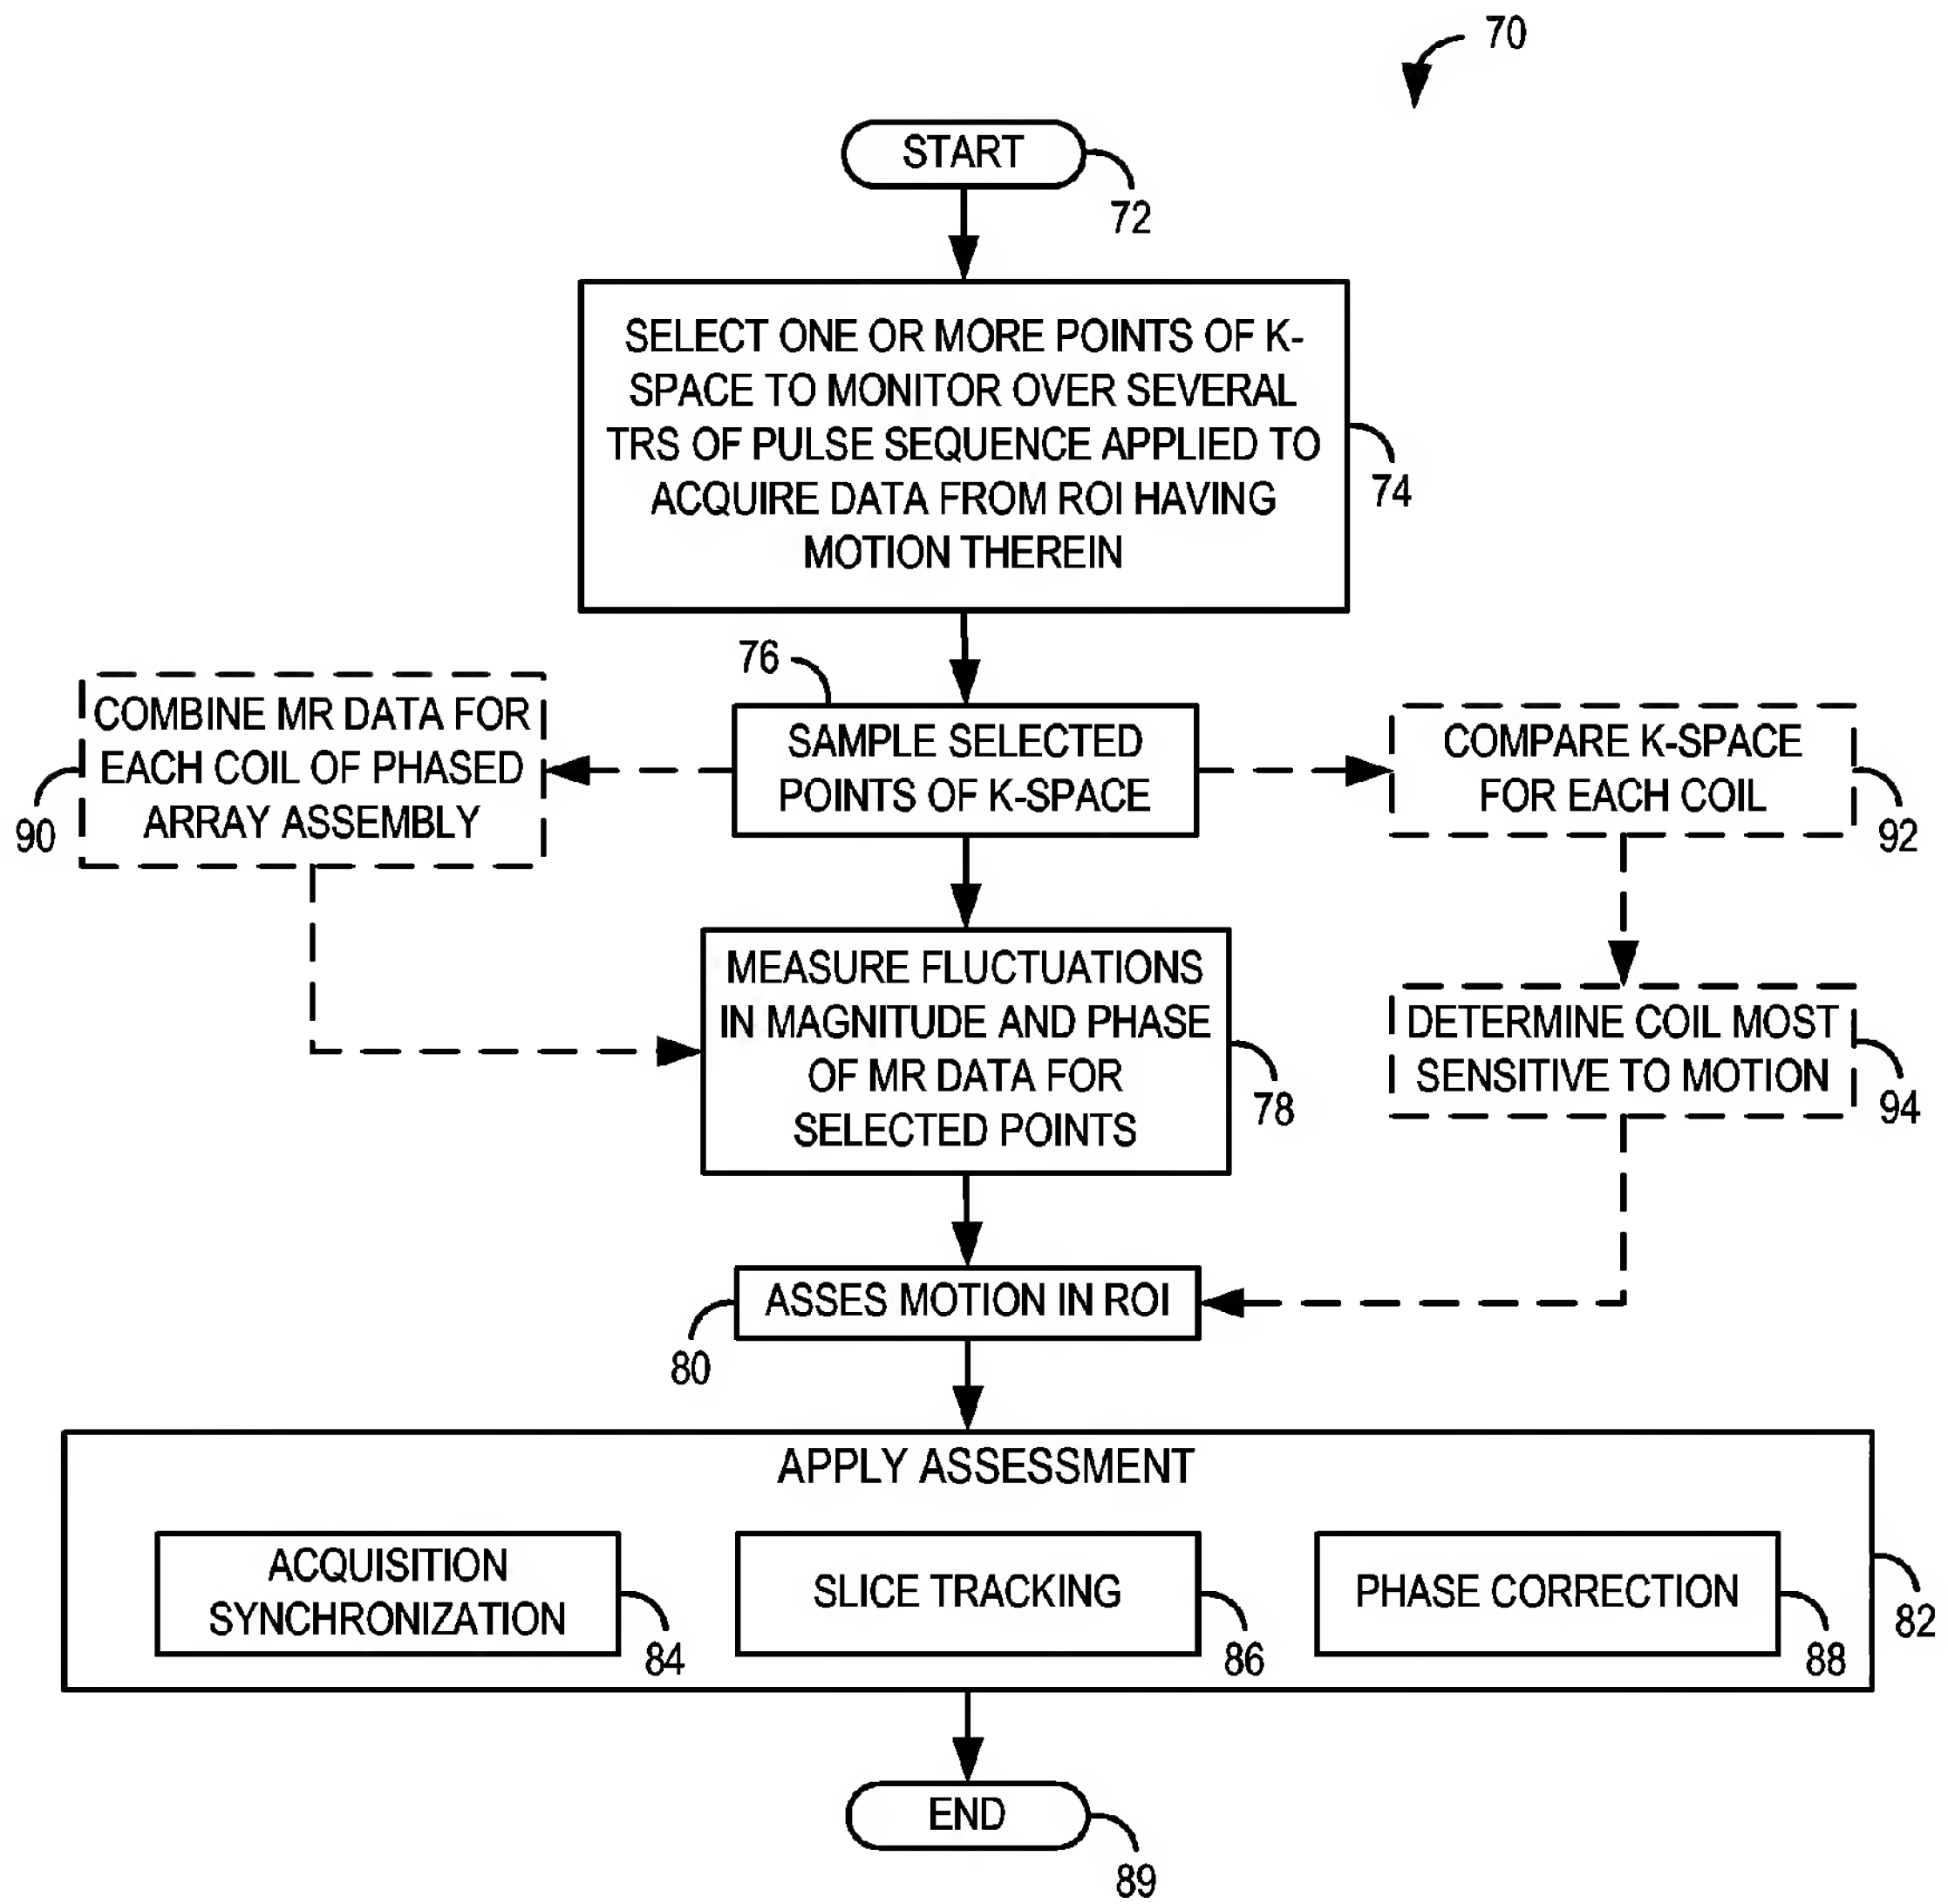 70
START
72
SELECT ONE OR MORE POINTS OF K-
SPACE TO MONITOR OVER SEVERAL
TRS OF PULSE SEQUENCE APPLIED TO
ACQUIRE DATA FROM ROI HAVING
MOTION THEREIN
74
76
COMBINE MR DATA FOR
EACH COIL OF PHASED
ARRAY ASSEMBLY
90
SAMPLE SELECTED
POINTS OF K-SPACE
COMPARE K-SPACE
FOR EACH COIL
92
MEASURE FLUCTUATIONS
IN MAGNITUDE AND PHASE
OF MR DATA FOR
SELECTED POINTS
78
DETERMINE COIL MOST
SENSITIVE TO MOTION
94
ASSES MOTION IN ROI
80
APPLY ASSESSMENT
ACQUISITION
SYNCHRONIZATION
84
SLICE TRACKING
86
PHASE CORRECTION
88
82
END
89